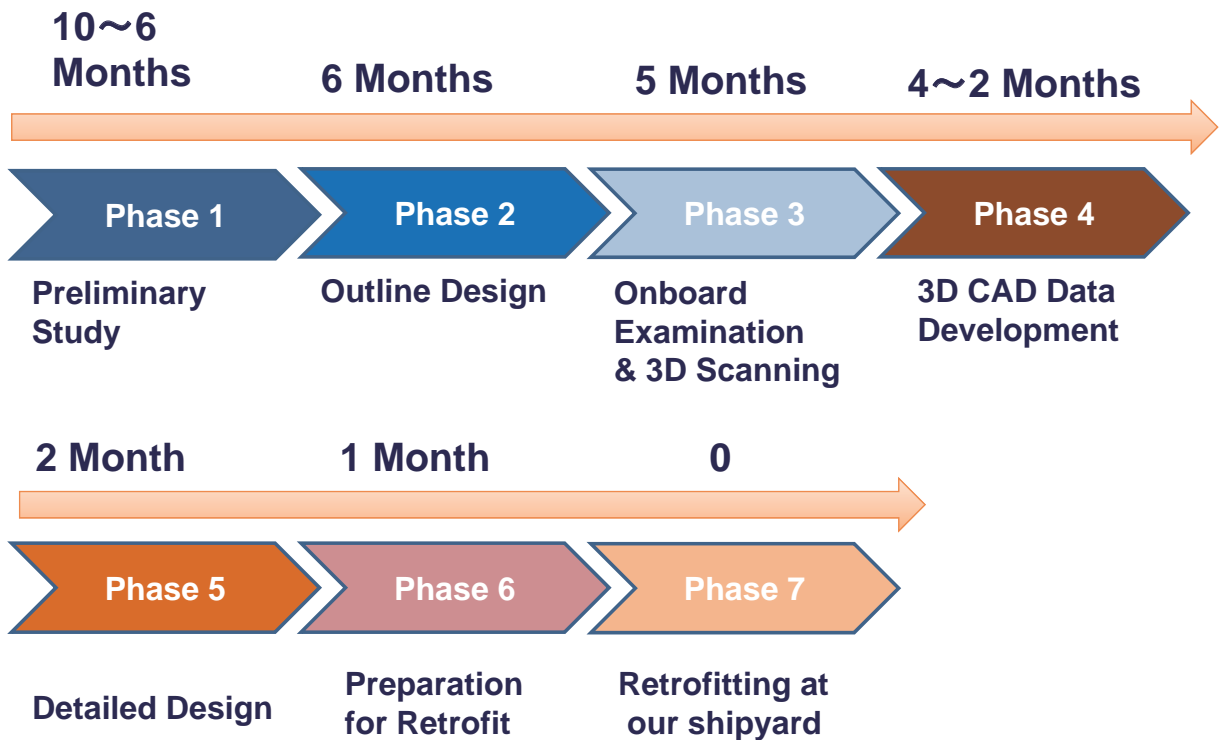 10～6
Months
6 Months
5 Months
4～2 Months
Phase 1
Phase 2
Phase 3
Phase 4
Preliminary
Study
Outline Design
Onboard
Examination
& 3D Scanning
3D CAD Data
Development
2 Month
1 Month
0
Phase 5
Phase 6
Phase 7
Detailed Design
Preparation
for Retrofit
Retrofitting at
our shipyard